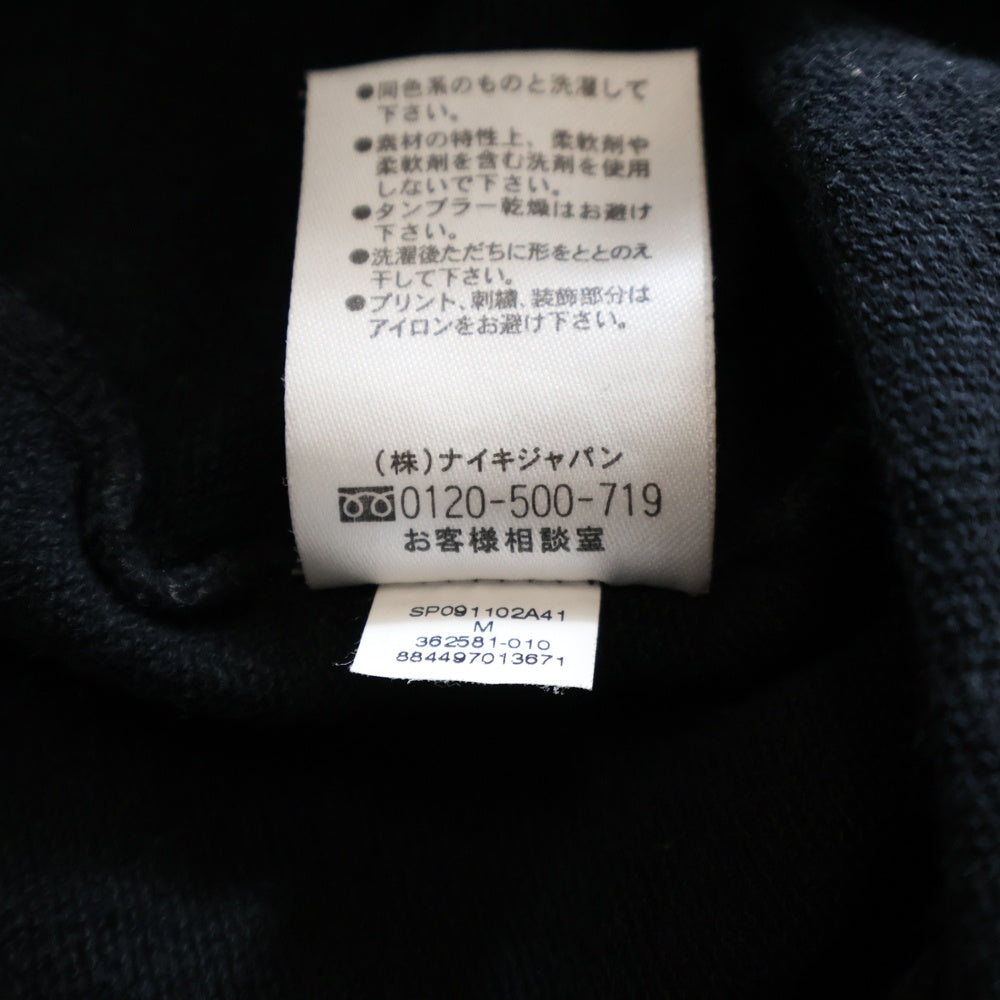 ●同色系のものと洗濯して
下さい。
●素材の特性上、柔軟剤や
柔軟剤を含む洗剤を使用
しないで下さい。
●タンブラー乾燥はお避け
下さい。
●洗濯後ただちに形をととのえ
干して下さい。
●プリント、刺繍、装飾部分は
アイロンをお避け下さい。
(株)ナイキジャパン
0120-500-719
お客様相談室
SP091102A41
M
362581-010
884497013671